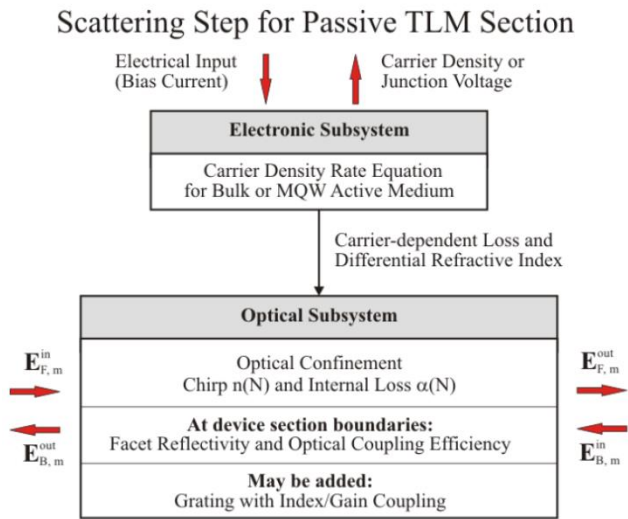 Scattering Step for Passive TLM Section
Electrical Input
(Bias Current)
Carrier Density or
Junction Voltage
Electronic Subsystem
Carrier Density Rate Equation
for Bulk or MQW Active Medium
Carrier-dependent Loss and
Differential Refractive Index
Optical Subsystem
E^in_F, m
E^out_B, m
Optical Confinement
Chirp n(N) and Internal Loss α(N)
At device section boundaries:
Facet Reflectivity and Optical Coupling Efficiency
May be added:
Grating with Index/Gain Coupling
E^out_F, m
E^in_B, m